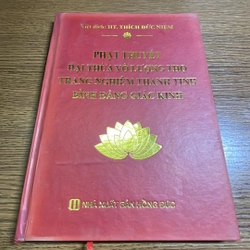 Việt dịch: HT. THÍCH ĐỨC NIỆM
PHẬT THUYẾT
ĐẠI THỪA VÔ LƯỢNG THỌ
TRANG NGHIÊM THANH TỊNH
BÌNH ĐẲNG GIÁC KINH
NHÀ XUẤT BẢN HỒNG ĐỨC